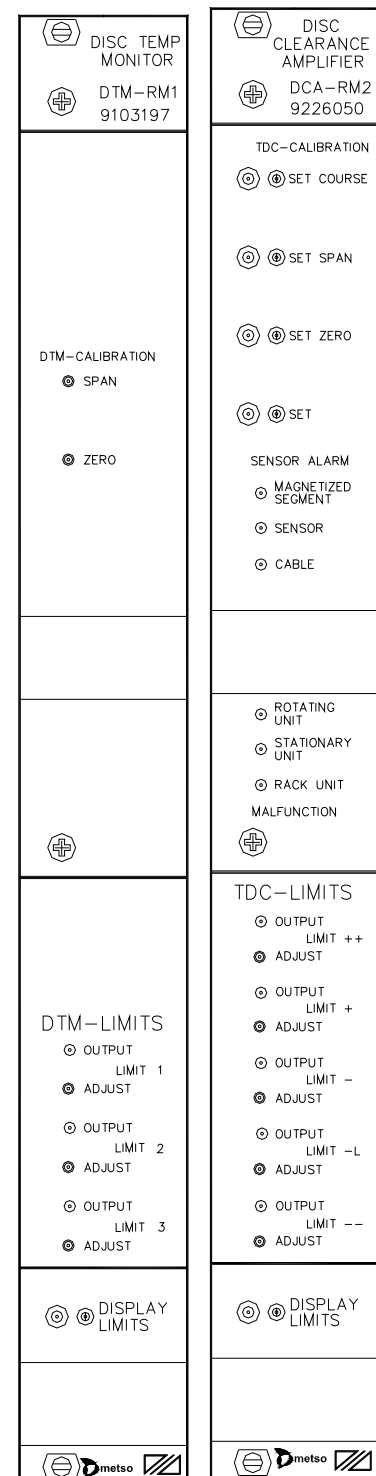 DISC TEMP
MONITOR
DTM-RM1
9103197
DTM-CALIBRATION
SPAN
ZERO
DTM-LIMITS
OUTPUT
LIMIT 1
ADJUST
OUTPUT
LIMIT 2
ADJUST
OUTPUT
LIMIT 3
ADJUST
DISPLAY
LIMITS
metso
DISC
CLEARANCE
AMPLIFIER
DCA-RM2
9226050
TDC-CALIBRATION
SET COURSE
SET SPAN
SET ZERO
SET
SENSOR ALARM
MAGNETIZED
SEGMENT
SENSOR
CABLE
ROTATING
UNIT
STATIONARY
UNIT
RACK UNIT
MALFUNCTION
TDC-LIMITS
OUTPUT
LIMIT ++
ADJUST
OUTPUT
LIMIT +
ADJUST
OUTPUT
LIMIT -
ADJUST
OUTPUT
LIMIT -L
ADJUST
OUTPUT
LIMIT --
ADJUST
DISPLAY
LIMITS
metso